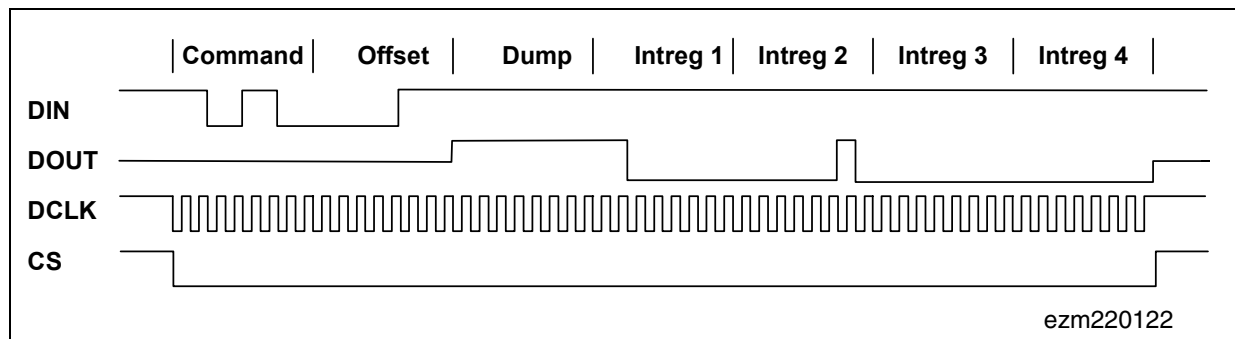 Command Offset Dump Intreg 1 Intreg 2 Intreg 3 Intreg 4
DIN
DOUT
DCLK
CS
ezm220122